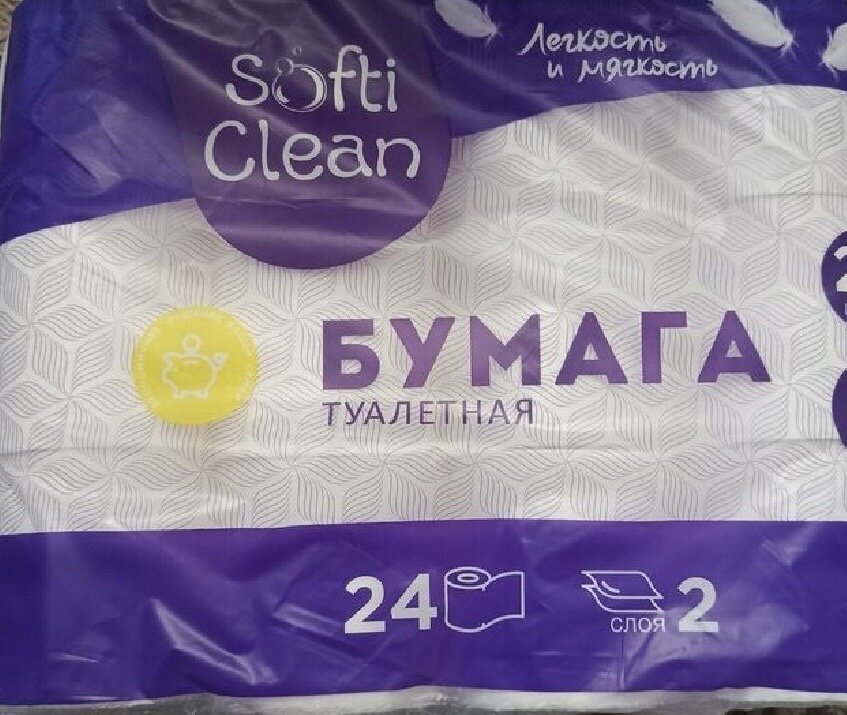 Softi
Clean
Легкость
и мягкость
БУМАГА
ТУАЛЕТНАЯ
24
СЛОЯ 2